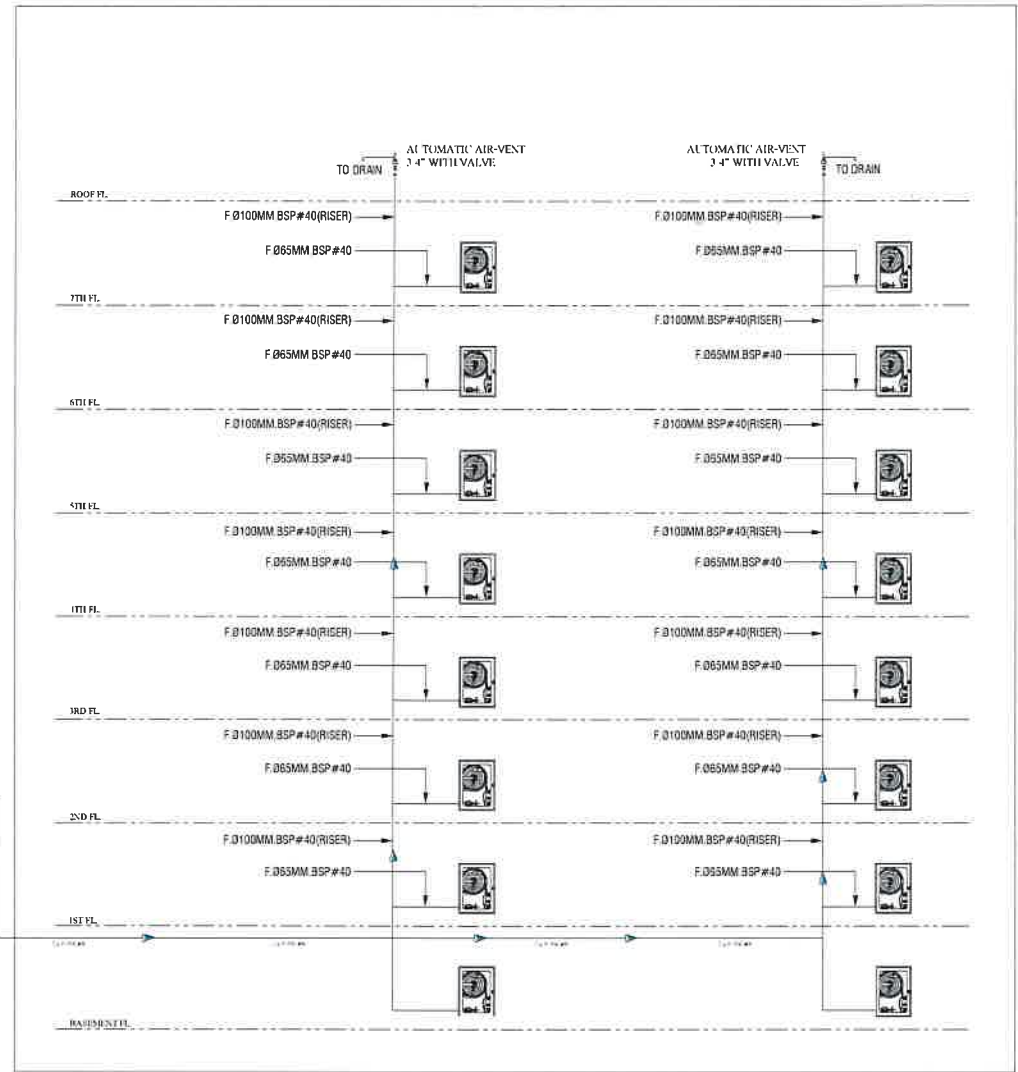 AUTOMATIC AIR-VENT
3/4" WITH VALVE
TO DRAIN
AUTOMATIC AIR-VENT
3/4" WITH VALVE
TO DRAIN
ROOF FL.
F.Ø100MM.BSP#40(RISER)
F.Ø100MM.BSP#40(RISER)
F.Ø65MM.BSP#40
F.Ø65MM.BSP#40
7TH FL.
F.Ø100MM.BSP#40(RISER)
F.Ø100MM.BSP#40(RISER)
F.Ø65MM.BSP#40
F.Ø65MM.BSP#40
6TH FL.
F.Ø100MM.BSP#40(RISER)
F.Ø100MM.BSP#40(RISER)
F.Ø65MM.BSP#40
F.Ø65MM.BSP#40
5TH FL.
F.Ø100MM.BSP#40(RISER)
F.Ø100MM.BSP#40(RISER)
F.Ø65MM.BSP#40
F.Ø65MM.BSP#40
4TH FL.
F.Ø100MM.BSP#40(RISER)
F.Ø100MM.BSP#40(RISER)
F.Ø65MM.BSP#40
F.Ø65MM.BSP#40
3RD FL.
F.Ø100MM.BSP#40(RISER)
F.Ø100MM.BSP#40(RISER)
F.Ø65MM.BSP#40
F.Ø65MM.BSP#40
2ND FL.
F.Ø100MM.BSP#40(RISER)
F.Ø100MM.BSP#40(RISER)
F.Ø65MM.BSP#40
F.Ø65MM.BSP#40
1ST FL.
BASEMENT FL.